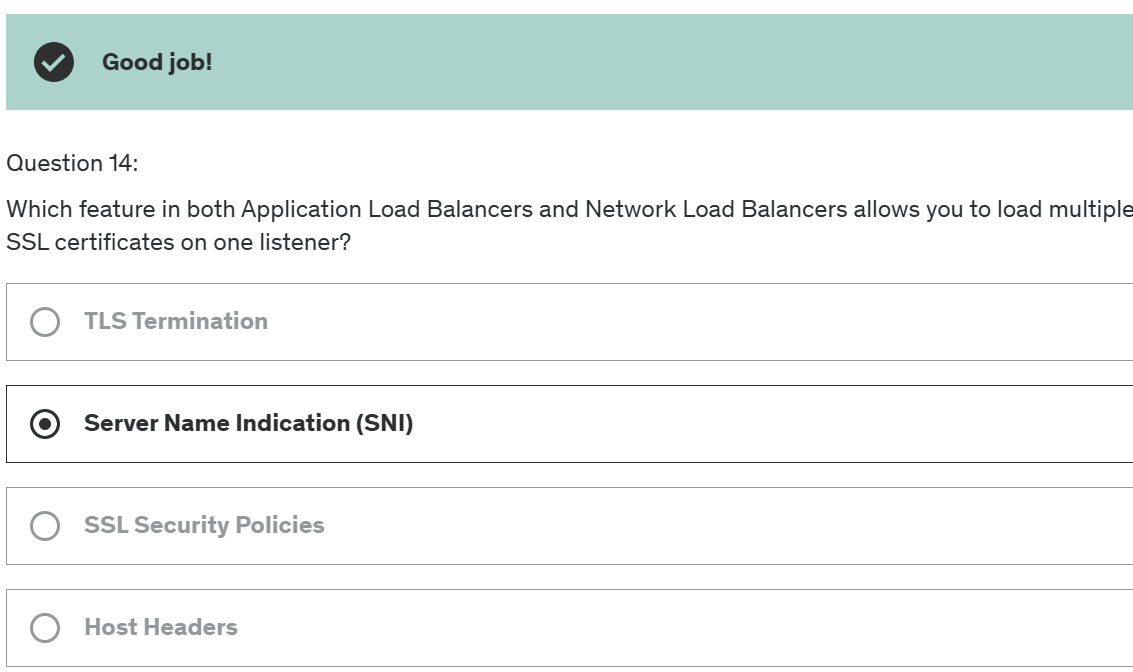 Good job!
Question 14:
Which feature in both Application Load Balancers and Network Load Balancers allows you to load multiple
SSL certificates on one listener?
TLS Termination
Server Name Indication (SNI)
SSL Security Policies
Host Headers